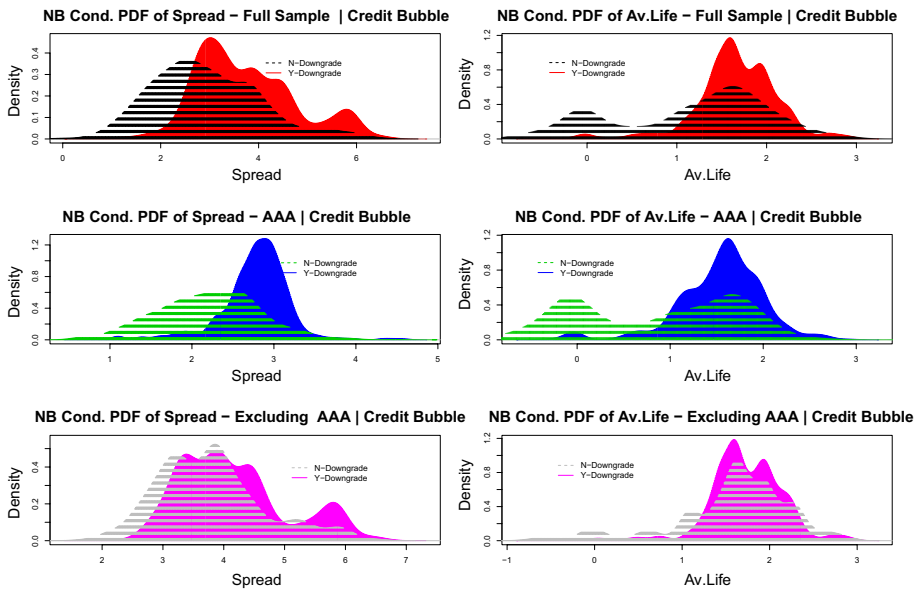 NB Cond. PDF of Spread − Full Sample | Credit Bubble
Density
0.0 0.1 0.2 0.3 0.4
N−Downgrade
Y−Downgrade
0 2 4 6
Spread
NB Cond. PDF of Av.Life − Full Sample | Credit Bubble
Density
0.0 0.4 0.8 1.2
N−Downgrade
Y−Downgrade
0 1 2 3
Av.Life
NB Cond. PDF of Spread − AAA | Credit Bubble
Density
0.0 0.4 0.8 1.2
N−Downgrade
Y−Downgrade
1 2 3 4 5
Spread
NB Cond. PDF of Av.Life − AAA | Credit Bubble
Density
0.0 0.4 0.8 1.2
N−Downgrade
Y−Downgrade
0 1 2 3
Av.Life
NB Cond. PDF of Spread − Excluding AAA | Credit Bubble
Density
0.0 0.2 0.4
N−Downgrade
Y−Downgrade
2 3 4 5 6 7
Spread
NB Cond. PDF of Av.Life − Excluding AAA | Credit Bubble
Density
0.0 0.4 0.8 1.2
N−Downgrade
Y−Downgrade
−1 0 1 2 3
Av.Life